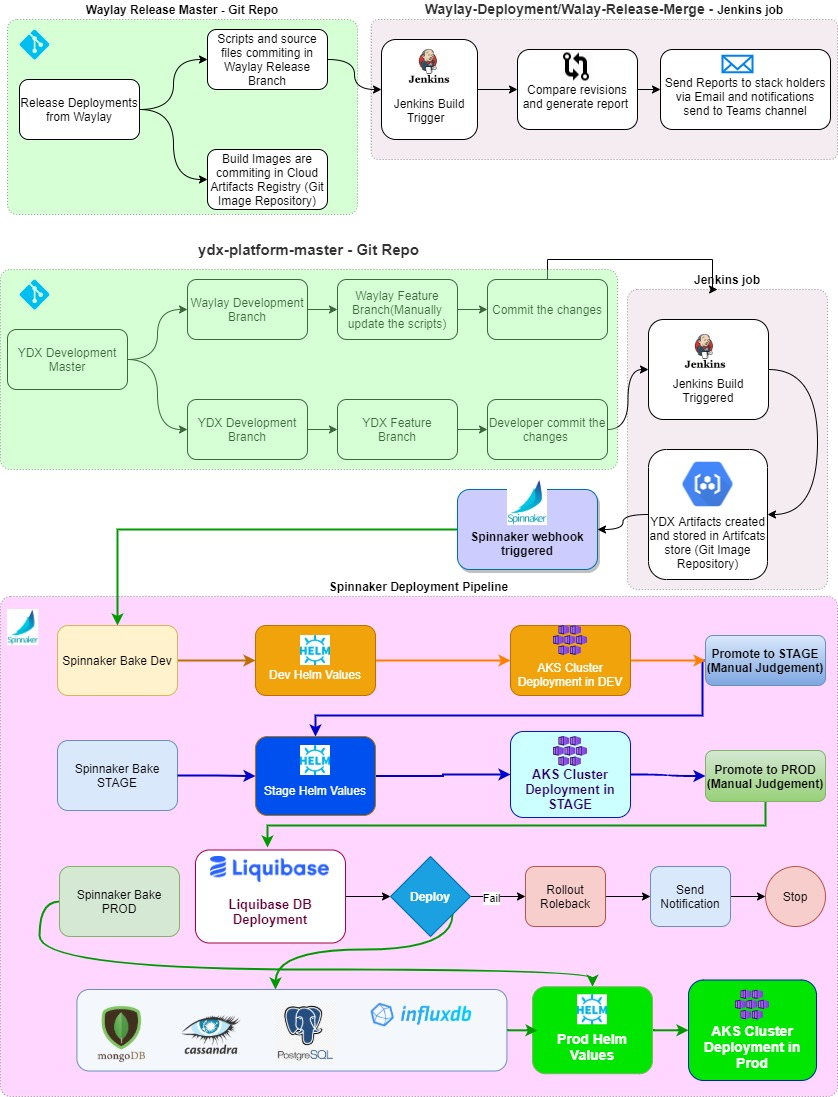 Waylay Release Master - Git Repo
Waylay-Deployment/Walay-Release-Merge - Jenkins job
Scripts and source
files commiting in
Waylay Release
Branch
Release Deployments
from Waylay
Build Images are
commiting in Cloud
Artifacts Registry (Git
Image Repository)
Jenkins
Jenkins Build
Trigger
Compare revisions
and generate report
Send Reports to stack holders
via Email and notifications
send to Teams channel
ydx-platform-master - Git Repo
Jenkins job
Waylay Development
Branch
Waylay Feature
Branch(Manually
update the scripts)
Commit the changes
YDX Development
Master
YDX Development
Branch
YDX Feature
Branch
Developer commit the
changes
Jenkins
Jenkins Build
Triggered
YDX Artifacts created
and stored in Artifcats
store (Git Image
Repository)
Spinnaker
Spinnaker webhook
triggered
Spinnaker Deployment Pipeline
Spinnaker
Spinnaker Bake Dev
HELM
Dev Helm Values
AKS Cluster
Deployment in DEV
Promote to STAGE
(Manual Judgement)
Spinnaker Bake
STAGE
HELM
Stage Helm Values
AKS Cluster
Deployment in
STAGE
Promote to PROD
(Manual Judgement)
Spinnaker Bake
PROD
Liquibase
Liquibase DB
Deployment
Deploy
Fail
Rollout
Roleback
Send
Notification
Stop
mongoDB
cassandra
PostgreSQL
influxdb
HELM
Prod Helm
Values
AKS Cluster
Deployment in
Prod